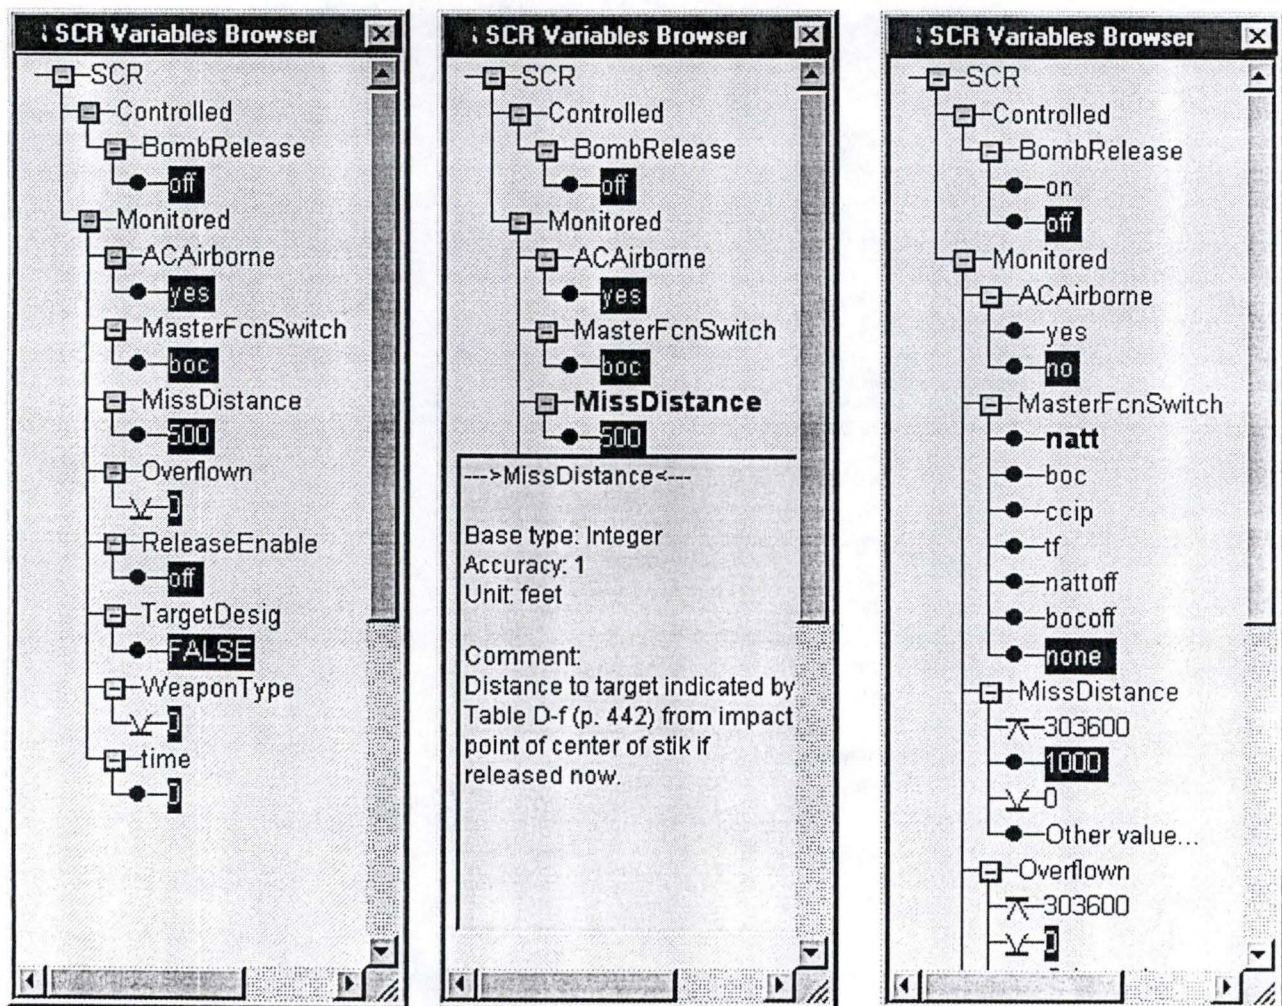 SCR Variables Browser
SCR
Controlled
BombRelease
off
Monitored
ACAirborne
yes
MasterFcnSwitch
boc
MissDistance
500
Overflown
0
ReleaseEnable
off
TargetDesig
FALSE
WeaponType
0
time
0
SCR Variables Browser
SCR
Controlled
BombRelease
off
Monitored
ACAirborne
yes
MasterFcnSwitch
boc
MissDistance
500
--->MissDistance<---
Base type: Integer
Accuracy: 1
Unit: feet
Comment:
Distance to target indicated by
Table D-f (p. 442) from impact
point of center of stik if
released now.
SCR Variables Browser
SCR
Controlled
BombRelease
on
off
Monitored
ACAirborne
yes
no
MasterFcnSwitch
natt
boc
ccip
tf
nattoff
bocoff
none
MissDistance
303600
1000
0
Other value...
Overflown
303600
0